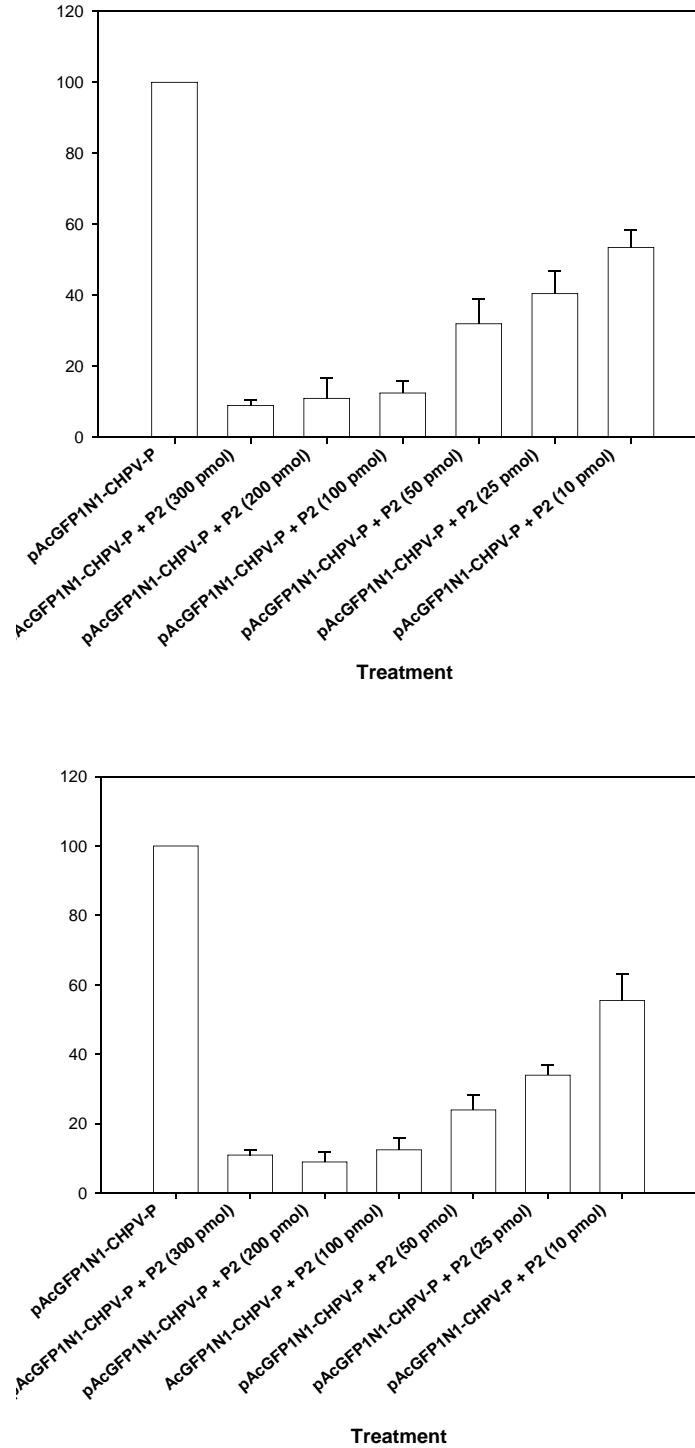 120
100
80
60
40
20
0
pAcGFP1N1-CHPV-P
AcGFP1N1-CHPV-P + P2 (300 pmol)
pAcGFP1N1-CHPV-P + P2 (200 pmol)
pAcGFP1N1-CHPV-P + P2 (100 pmol)
pAcGFP1N1-CHPV-P + P2 (50 pmol)
pAcGFP1N1-CHPV-P + P2 (25 pmol)
pAcGFP1N1-CHPV-P + P2 (10 pmol)
Treatment
120
100
80
60
40
20
0
pAcGFP1N1-CHPV-P
pAcGFP1N1-CHPV-P + P2 (300 pmol)
pAcGFP1N1-CHPV-P + P2 (200 pmol)
AcGFP1N1-CHPV-P + P2 (100 pmol)
pAcGFP1N1-CHPV-P + P2 (50 pmol)
pAcGFP1N1-CHPV-P + P2 (25 pmol)
pAcGFP1N1-CHPV-P + P2 (10 pmol)
Treatment